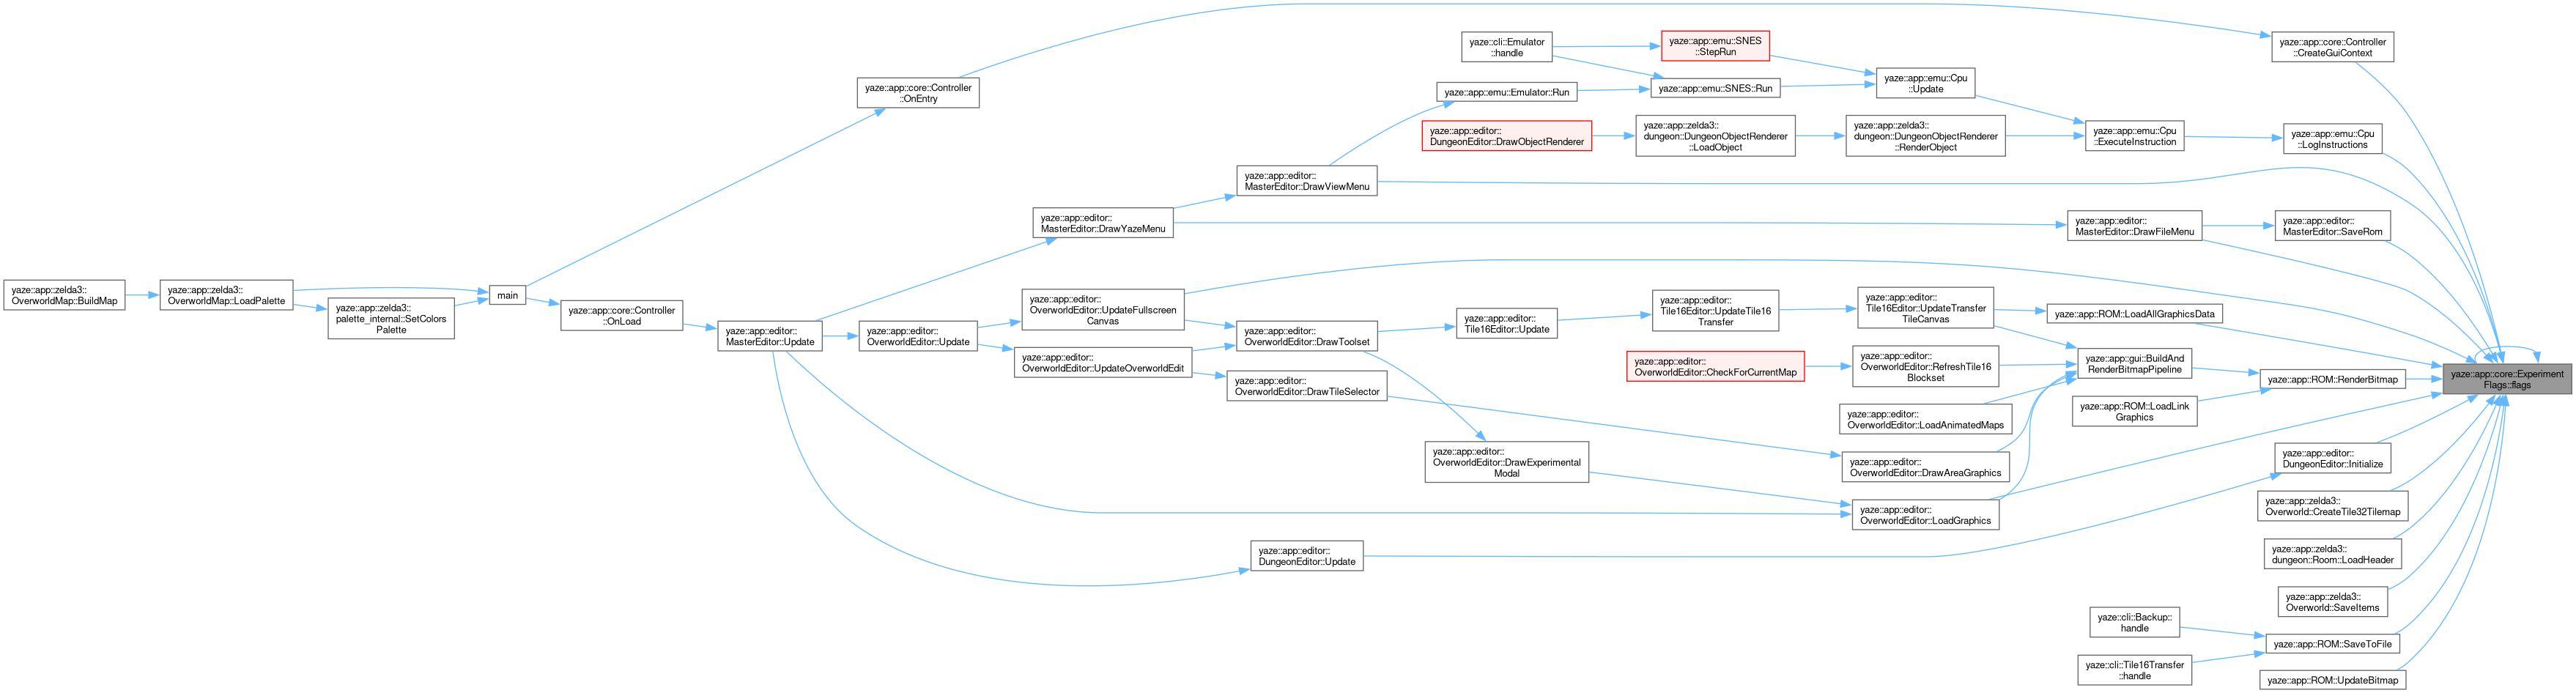 yaze::app::zelda3::
OverworldMap::BuildMap
yaze::app::zelda3::
OverworldMap::LoadPalette
yaze::app::zelda3::
palette_internal::SetColors
Palette
main
yaze::app::core::Controller
::OnLoad
yaze::app::core::Controller
::OnEntry
yaze::app::editor::
MasterEditor::Update
yaze::app::editor::
OverworldEditor::Update
yaze::app::editor::
MasterEditor::DrawYazeMenu
yaze::app::editor::
OverworldEditor::UpdateFullscreen
Canvas
yaze::app::editor::
OverworldEditor::UpdateOverworldEdit
yaze::app::editor::
MasterEditor::DrawViewMenu
yaze::app::editor::
OverworldEditor::DrawToolset
yaze::app::editor::
OverworldEditor::DrawTileSelector
yaze::app::editor::
DungeonEditor::Update
yaze::cli::Emulator
::handle
yaze::app::emu::Emulator::Run
yaze::app::editor::
DungeonEditor::DrawObjectRenderer
yaze::app::editor::
Tile16Editor::Update
yaze::app::editor::
OverworldEditor::DrawExperimental
Modal
yaze::app::emu::SNES
::StepRun
yaze::app::emu::SNES::Run
yaze::app::zelda3::
dungeon::DungeonObjectRenderer
::LoadObject
yaze::app::editor::
Tile16Editor::UpdateTile16
Transfer
yaze::app::editor::
OverworldEditor::CheckForCurrentMap
yaze::app::emu::Cpu
::Update
yaze::app::zelda3::
dungeon::DungeonObjectRenderer
::RenderObject
yaze::app::editor::
Tile16Editor::UpdateTransfer
TileCanvas
yaze::app::editor::
OverworldEditor::RefreshTile16
Blockset
yaze::app::editor::
OverworldEditor::LoadAnimatedMaps
yaze::app::editor::
OverworldEditor::DrawAreaGraphics
yaze::app::editor::
OverworldEditor::LoadGraphics
yaze::app::emu::Cpu
::ExecuteInstruction
yaze::app::editor::
MasterEditor::DrawFileMenu
yaze::app::ROM::LoadAllGraphicsData
yaze::app::gui::BuildAnd
RenderBitmapPipeline
yaze::app::ROM::LoadLink
Graphics
yaze::cli::Backup::
handle
yaze::cli::Tile16Transfer
::handle
yaze::app::core::Controller
::CreateGuiContext
yaze::app::emu::Cpu
::LogInstructions
yaze::app::editor::
MasterEditor::SaveRom
yaze::app::ROM::RenderBitmap
yaze::app::editor::
DungeonEditor::Initialize
yaze::app::zelda3::
Overworld::CreateTile32Tilemap
yaze::app::zelda3::
dungeon::Room::LoadHeader
yaze::app::zelda3::
Overworld::SaveItems
yaze::app::ROM::SaveToFile
yaze::app::ROM::UpdateBitmap
yaze::app::core::Experiment
Flags::flags